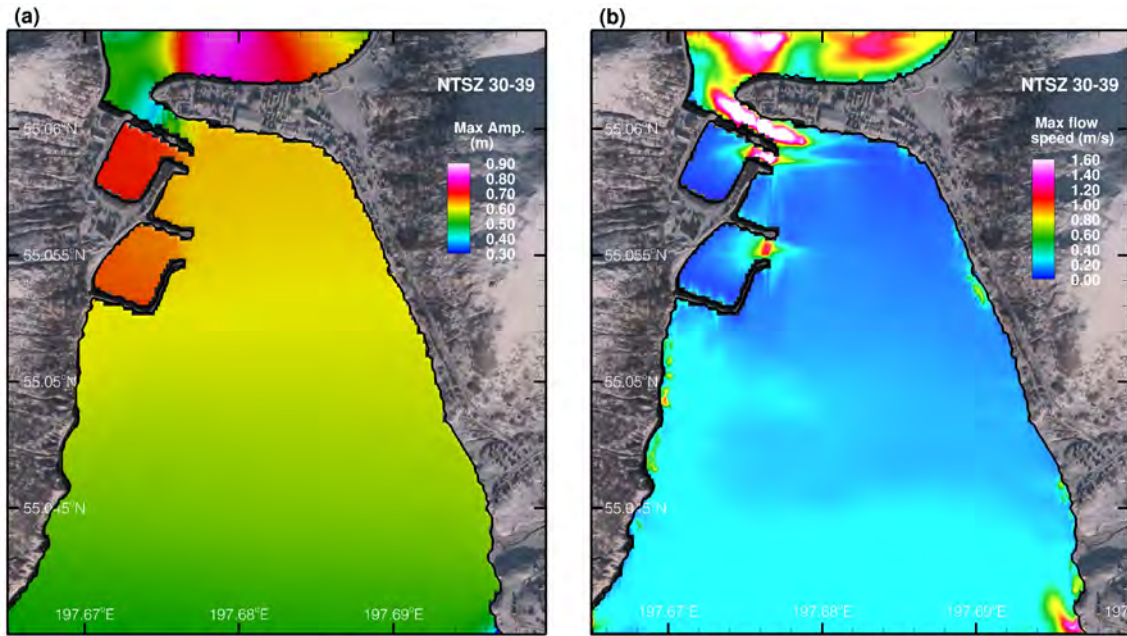 (a)
NTSZ 30-39
55.06°N
Max Amp.
(m)
0.90
0.80
0.70
0.60
0.50
0.40
0.30
55.055°N
55.05°N
55.045°N
197.67°E
197.68°E
197.69°E
(b)
NTSZ 30-39
55.06°N
Max flow
speed (m/s)
1.60
1.40
1.20
1.00
0.80
0.60
0.40
0.20
0.00
55.055°N
55.05°N
55.045°N
197.67°E
197.68°E
197.69°E